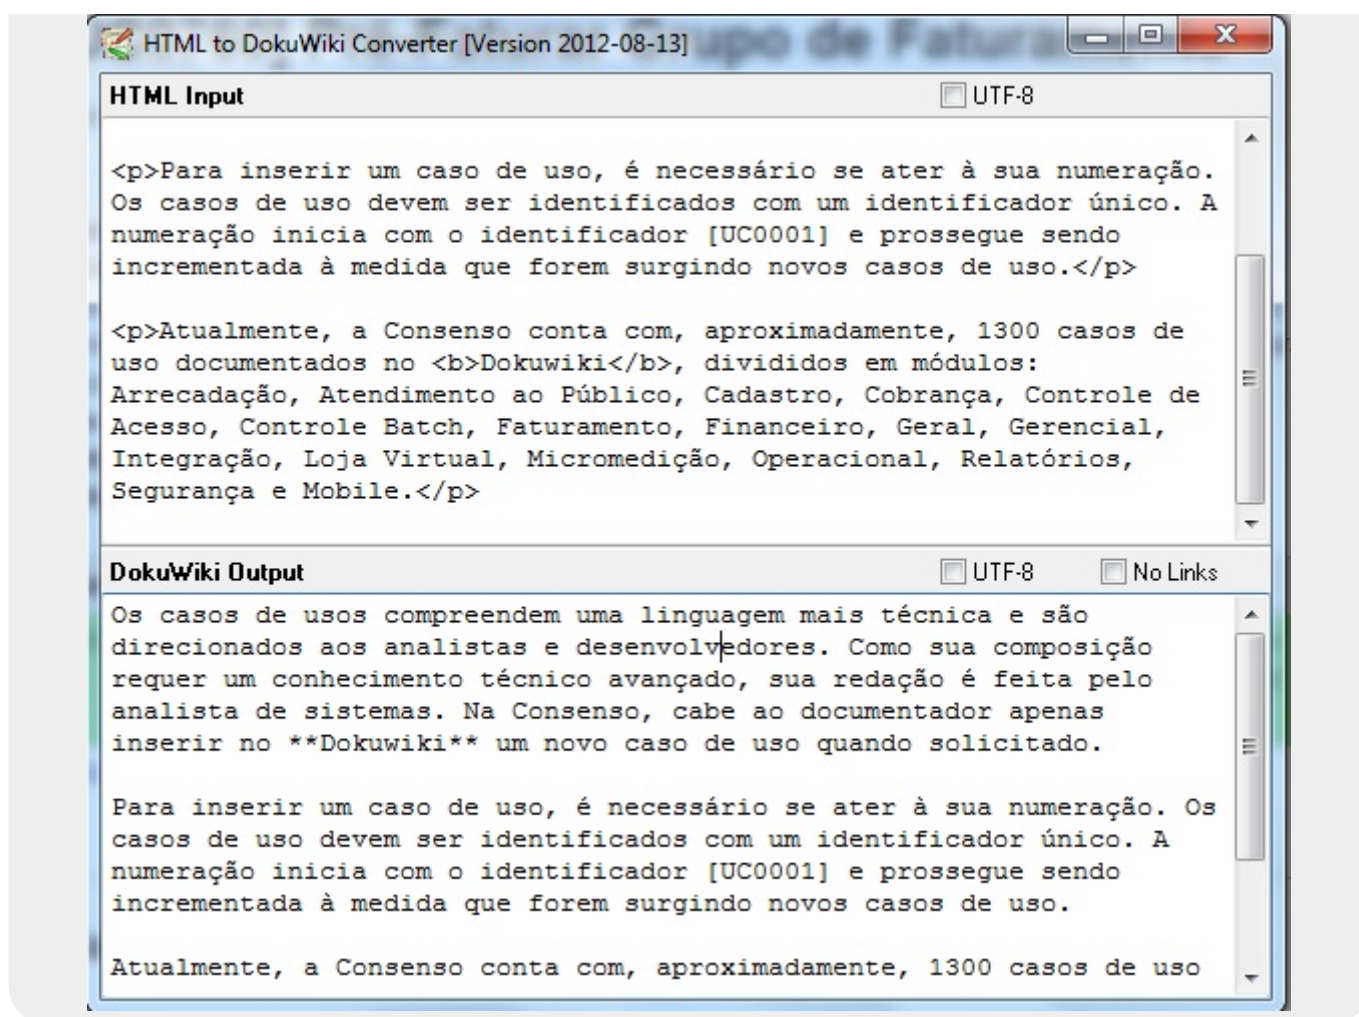 upo de Fatura
HTML to DokuWiki Converter [Version 2012-08-13]
HTML Input
UTF-8
<p>Para inserir um caso de uso, é necessário se ater à sua numeração.
Os casos de uso devem ser identificados com um identificador único. A
numeração inicia com o identificador [UC0001] e prossegue sendo
incrementada à medida que forem surgindo novos casos de uso.</p>
<p>Atualmente, a Consenso conta com, aproximadamente, 1300 casos de
uso documentados no <b>Dokuwiki</b>, divididos em módulos:
Arrecadação, Atendimento ao Público, Cadastro, Cobrança, Controle de
Acesso, Controle Batch, Faturamento, Financeiro, Geral, Gerencial,
Integração, Loja Virtual, Micromedição, Operacional, Relatórios,
Segurança e Mobile.</p>
DokuWiki Output
UTF-8
No Links
Os casos de usos compreendem uma linguagem mais técnica e são
direcionados aos analistas e desenvolvedores. Como sua composição
requer um conhecimento técnico avançado, sua redação é feita pelo
analista de sistemas. Na Consenso, cabe ao documentador apenas
inserir no **Dokuwiki** um novo caso de uso quando solicitado.
Para inserir um caso de uso, é necessário se ater à sua numeração. Os
casos de uso devem ser identificados com um identificador único. A
numeração inicia com o identificador [UC0001] e prossegue sendo
incrementada à medida que forem surgindo novos casos de uso.
Atualmente, a Consenso conta com, aproximadamente, 1300 casos de uso